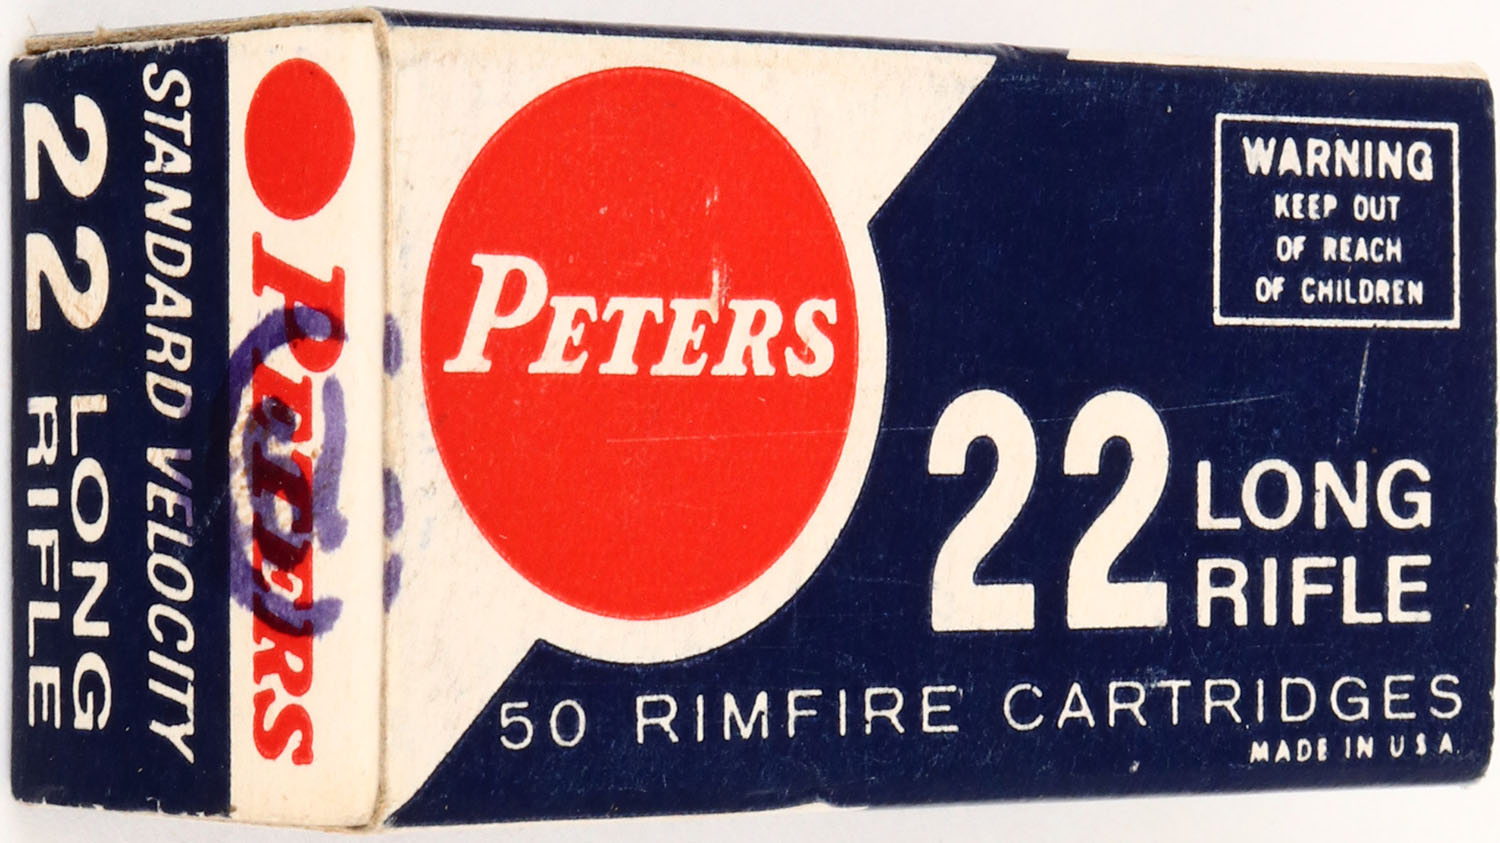 PETERS
WARNING
KEEP OUT
OF REACH
OF CHILDREN
22 LONG
RIFLE
50 RIMFIRE CARTRIDGES
MADE IN U.S.A.
PETERS
STANDARD VELOCITY
22 LONG
RIFLE